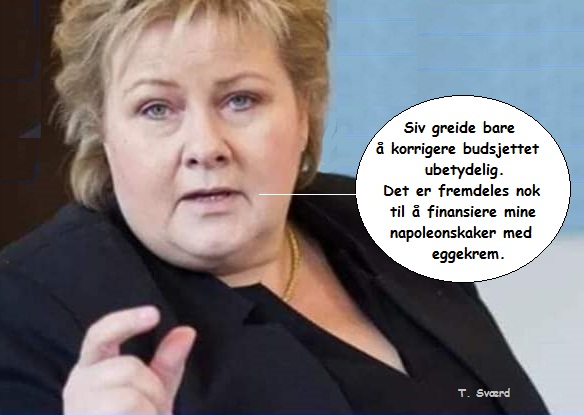 Siv greide bare
å korrigere budsjettet
ubetydelig.
Det er fremdeles nok
til å finansiere mine
napoleonskaker med
eggekrem.
T. Sværd